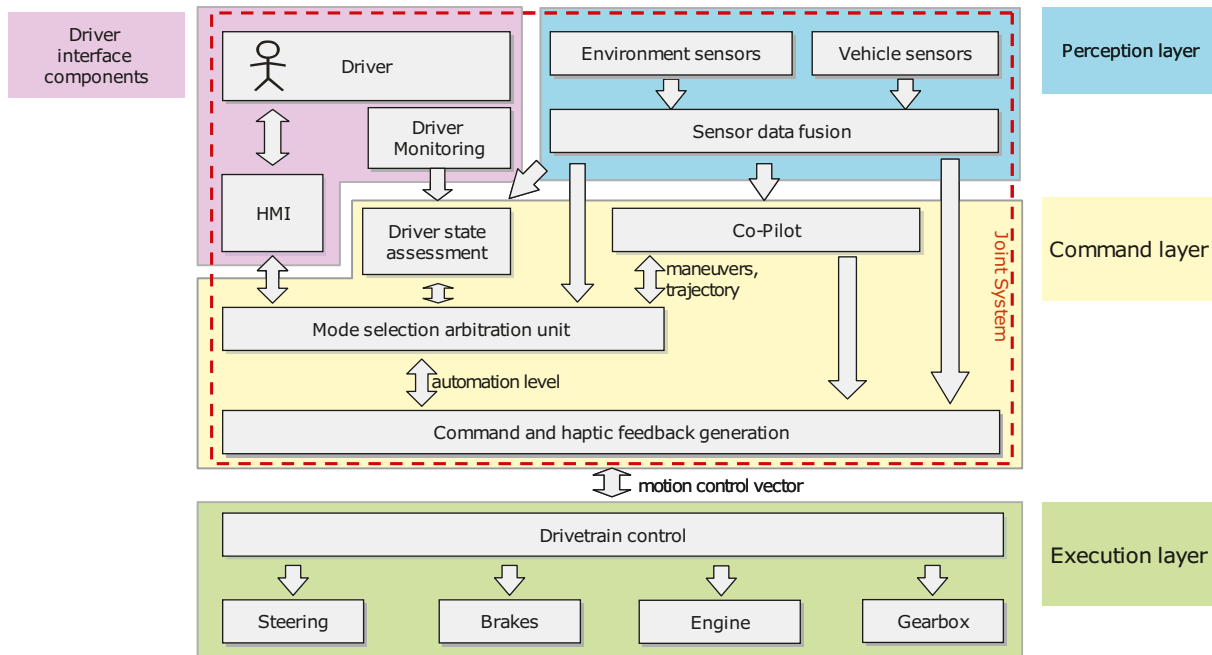 Driver
interface
components
Driver
Environment sensors
Vehicle sensors
Perception layer
Driver
Monitoring
Sensor data fusion
HMI
Driver state
assessment
Co-Pilot
Command layer
Joint System
maneuvers,
trajectory
Mode selection arbitration unit
automation level
Command and haptic feedback generation
motion control vector
Drivetrain control
Execution layer
Steering
Brakes
Engine
Gearbox